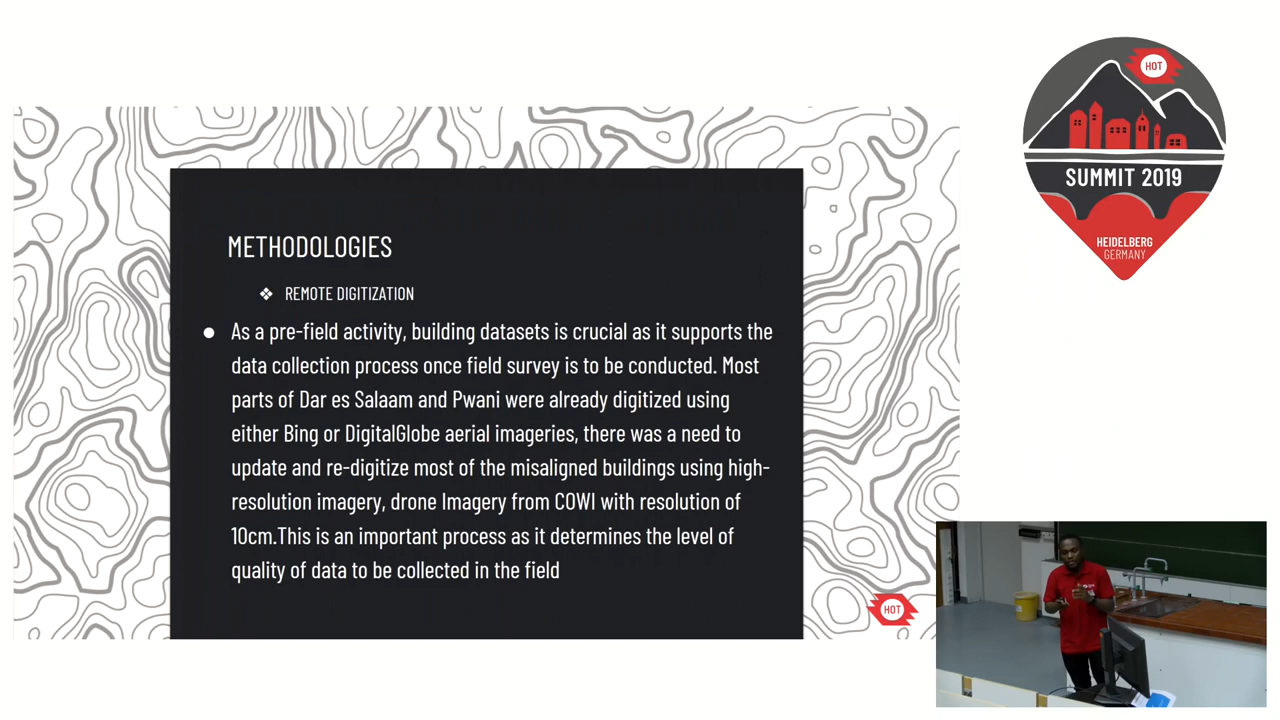 METHODOLOGIES
❖ REMOTE DIGITIZATION
● As a pre-field activity, building datasets is crucial as it supports the
data collection process once field survey is to be conducted. Most
parts of Dar es Salaam and Pwani were already digitized using
either Bing or DigitalGlobe aerial imageries, there was a need to
update and re-digitize most of the misaligned buildings using high-
resolution imagery, drone Imagery from COWI with resolution of
10cm.This is an important process as it determines the level of
quality of data to be collected in the field
HOT
HOT
SUMMIT 2019
HEIDELBERG
GERMANY